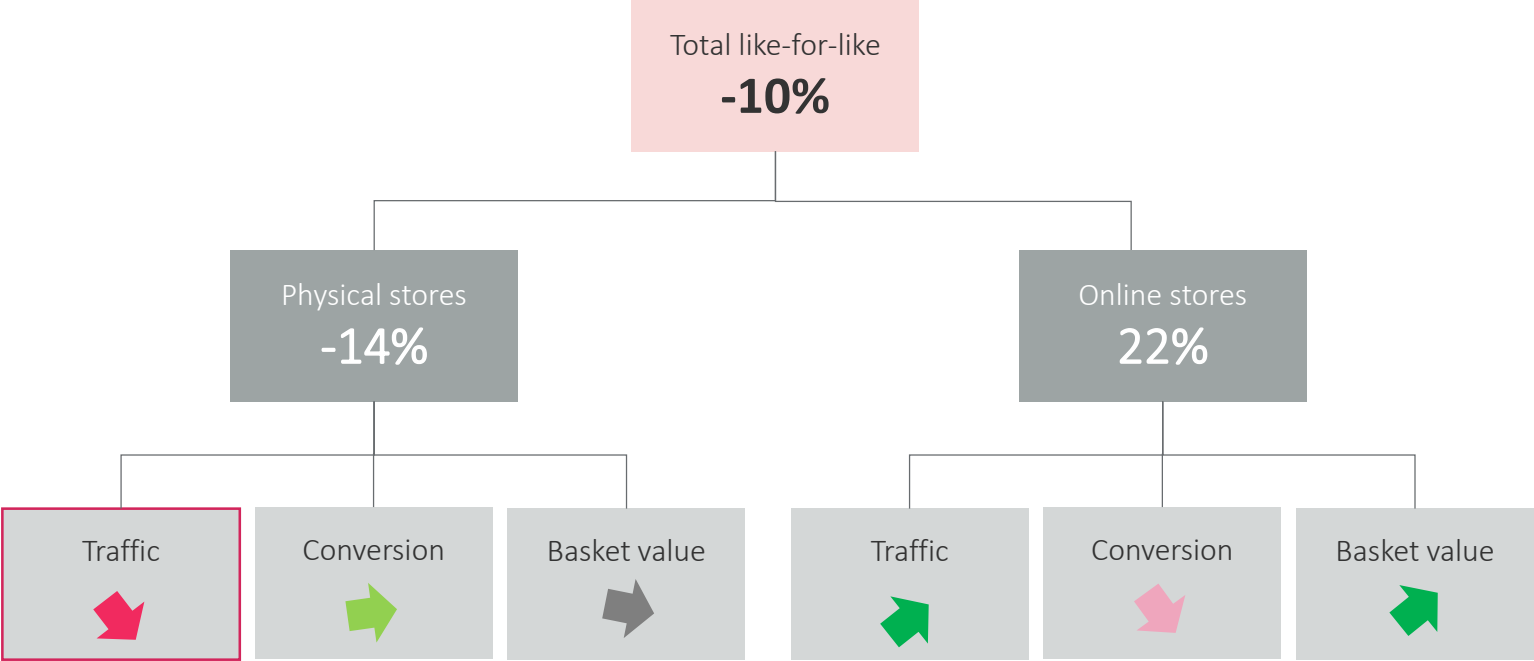 Total like-for-like
-10%
Physical stores
-14%
Online stores
22%
Traffic
Conversion
Basket value
Traffic
Conversion
Basket value